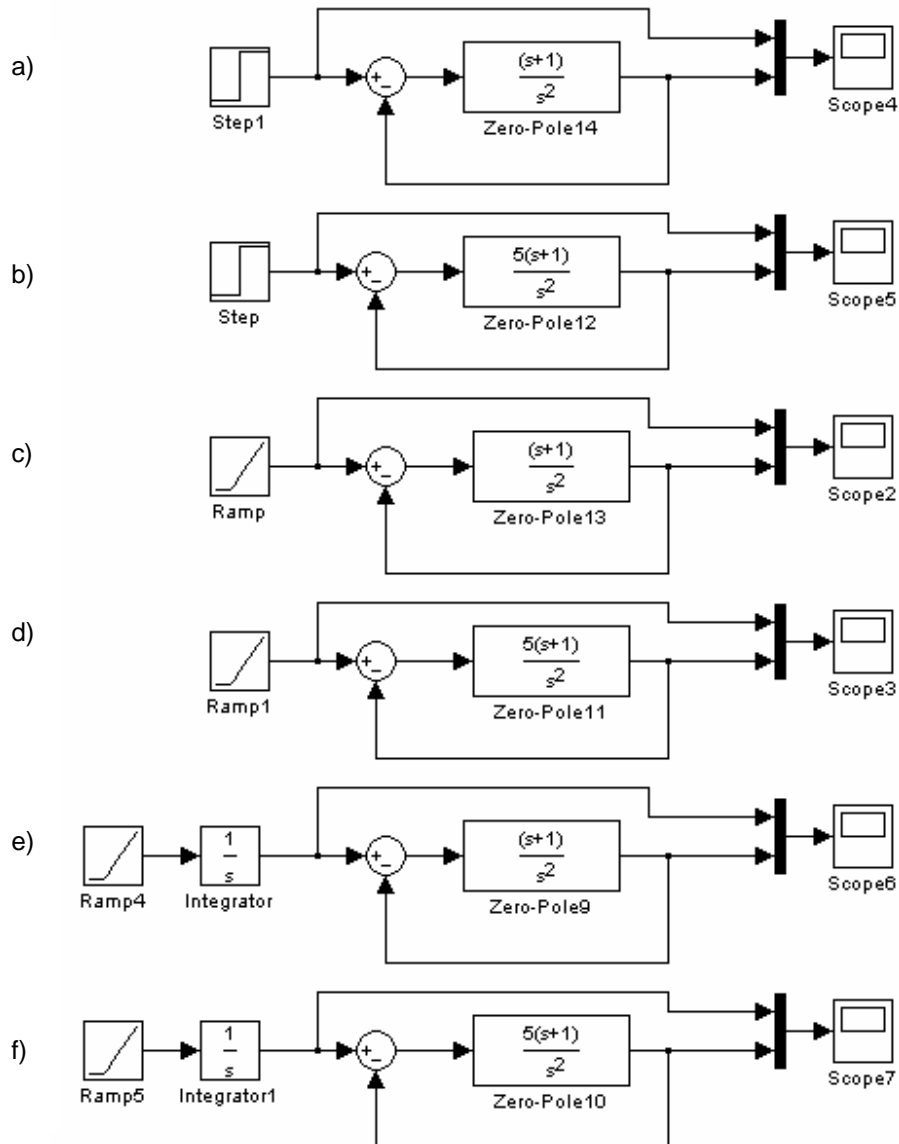 a)
(s+1)
s²
Step1
Zero-Pole14
Scope4
+
−
b)
5(s+1)
s²
Step
Zero-Pole12
Scope5
+
−
c)
(s+1)
s²
Ramp
Zero-Pole13
Scope2
+
−
d)
5(s+1)
s²
Ramp1
Zero-Pole11
Scope3
+
−
e)
1
s
(s+1)
s²
Ramp4
Integrator
Zero-Pole9
Scope6
+
−
f)
1
s
5(s+1)
s²
Ramp5
Integrator1
Zero-Pole10
Scope7
+
−